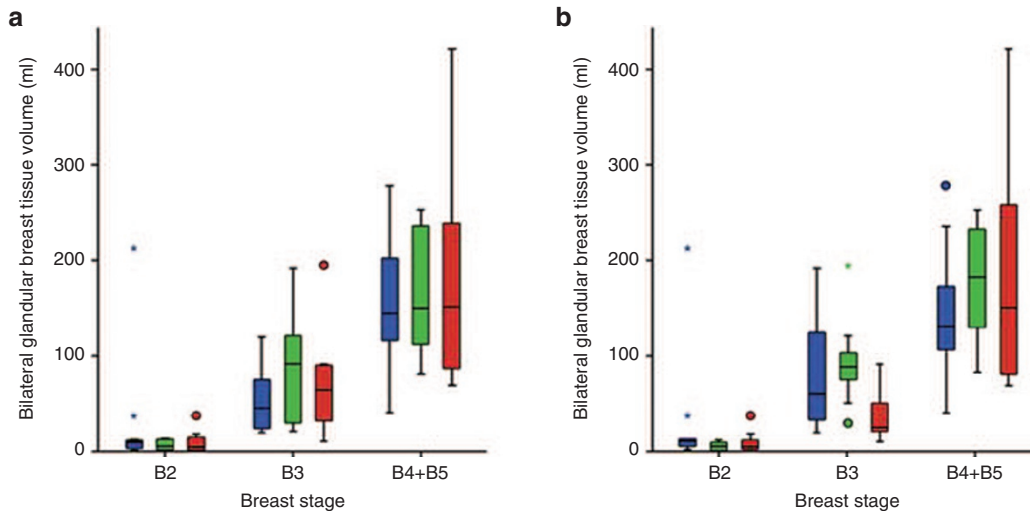 a
Bilateral glandular breast tissue volume (ml)
400
300
200
100
0
B2 B3 B4+B5
Breast stage
b
Bilateral glandular breast tissue volume (ml)
400
300
200
100
0
B2 B3 B4+B5
Breast stage